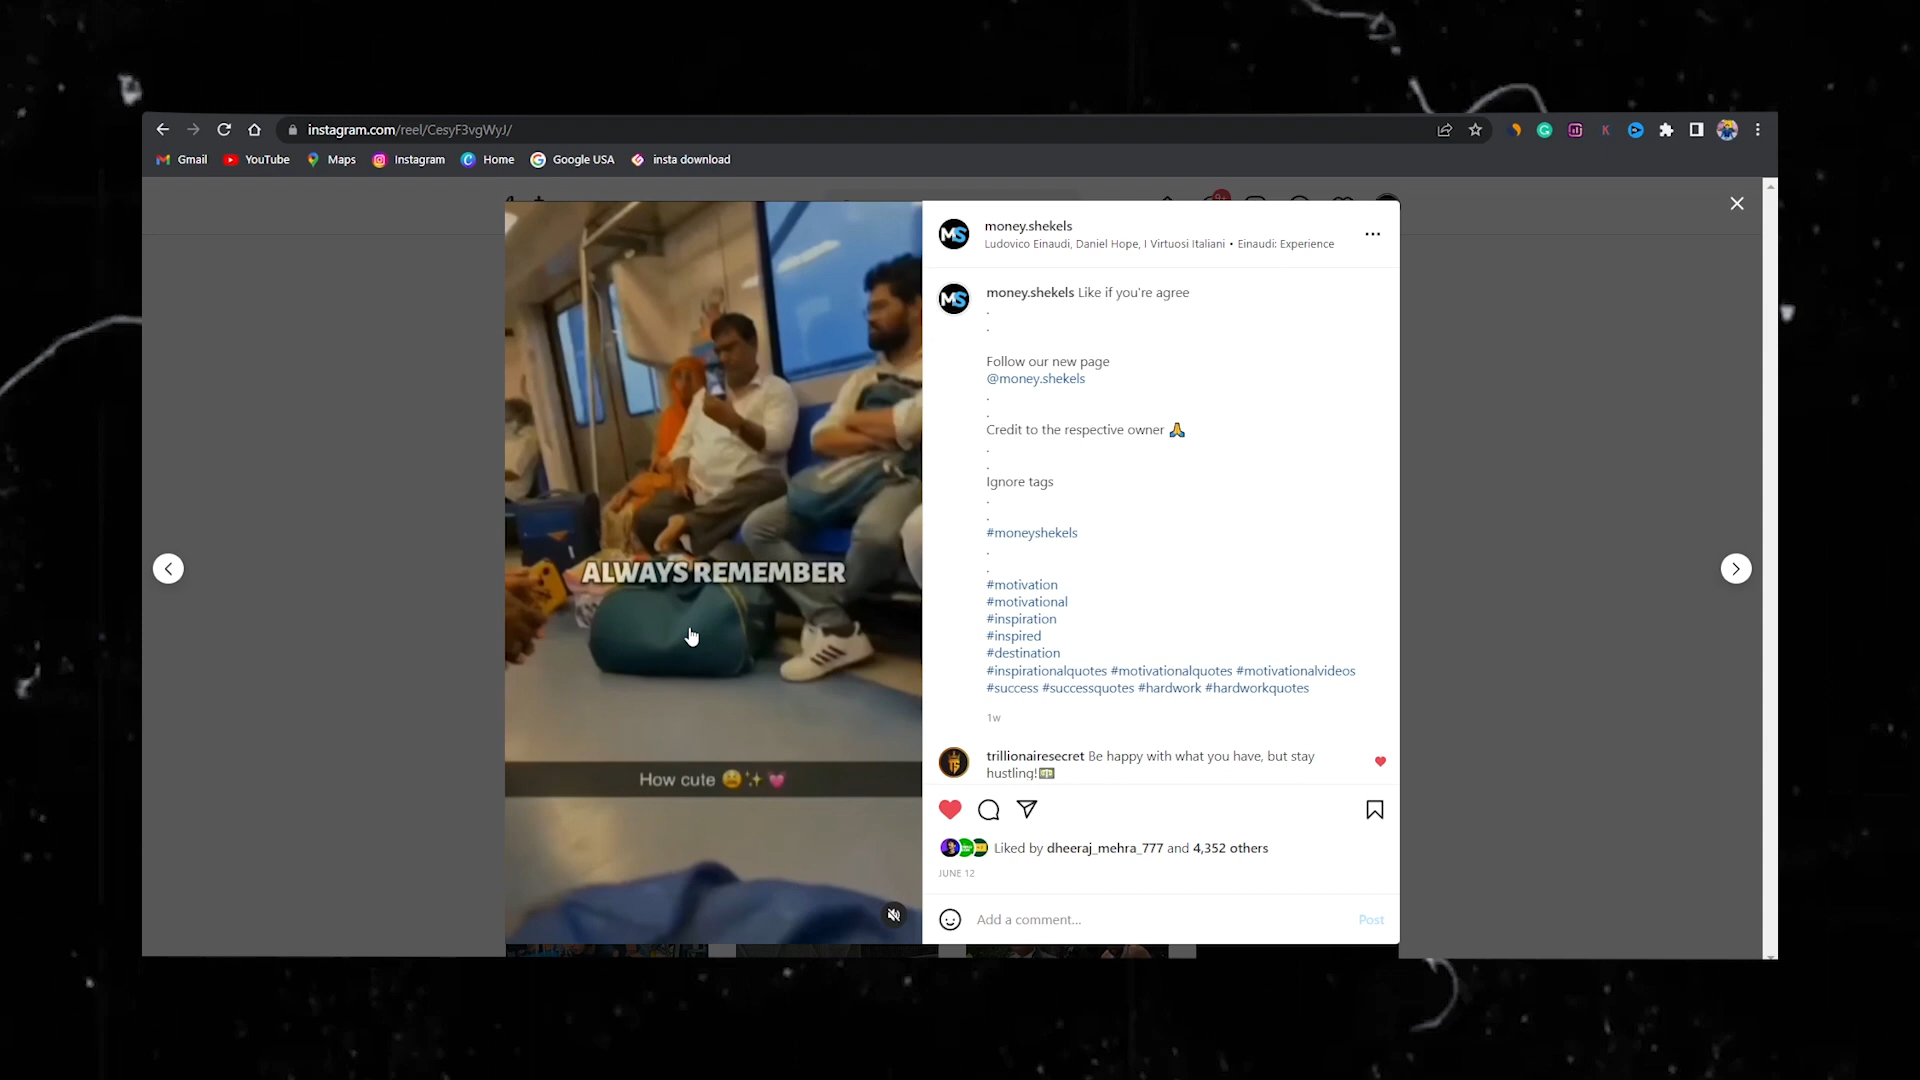 instagram.com/reel/CesyF3vgWyJ/
Gmail YouTube Maps Instagram Home Google USA insta download
9+
MS money.shekels
Ludovico Einaudi, Daniel Hope, I Virtuosi Italiani • Einaudi: Experience
MS money.shekels Like if you're agree
.
.
Follow our new page
@money.shekels
.
.
Credit to the respective owner 🙏
.
.
Ignore tags
.
.
#moneyshekels
.
.
#motivation
#motivational
#inspiration
#inspired
#destination
#inspirationalquotes #motivationalquotes #motivationalvideos
#success #successquotes #hardwork #hardworkquotes
1w
trillionairesecret Be happy with what you have, but stay
hustling!💵
Liked by dheeraj_mehra_777 and 4,352 others
JUNE 12
Add a comment...
Post
ALWAYS REMEMBER
How cute 😩✨💓